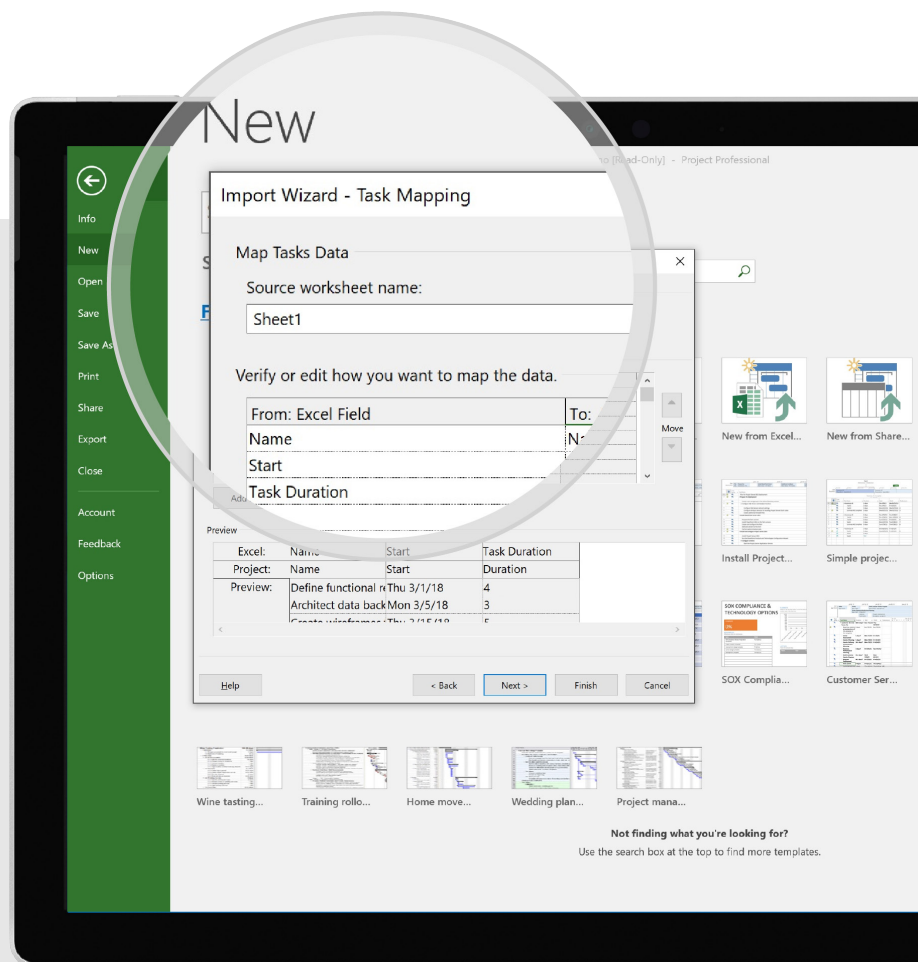 New
[Read-Only] - Project Professional
Info
New
Open
Save
Save As
Print
Share
Export
Close
Account
Feedback
Options
Import Wizard - Task Mapping
Map Tasks Data
Source worksheet name:
Sheet1
Verify or edit how you want to map the data.
From: Excel Field To:
Name
Start
Task Duration
Move
Preview
Excel: Name Start Task Duration
Project: Name Start Duration
Preview: Define functional r Thu 3/1/18 4
Architect data back Mon 3/5/18 3
Help < Back Next > Finish Cancel
New from Excel... New from Share...
Install Project... Simple projec...
SOX COMPLIANCE &
TECHNOLOGY OPTIONS
SOX Complia... Customer Ser...
Wine tasting... Training rollo... Home move... Wedding plan... Project mana...
Not finding what you're looking for?
Use the search box at the top to find more templates.